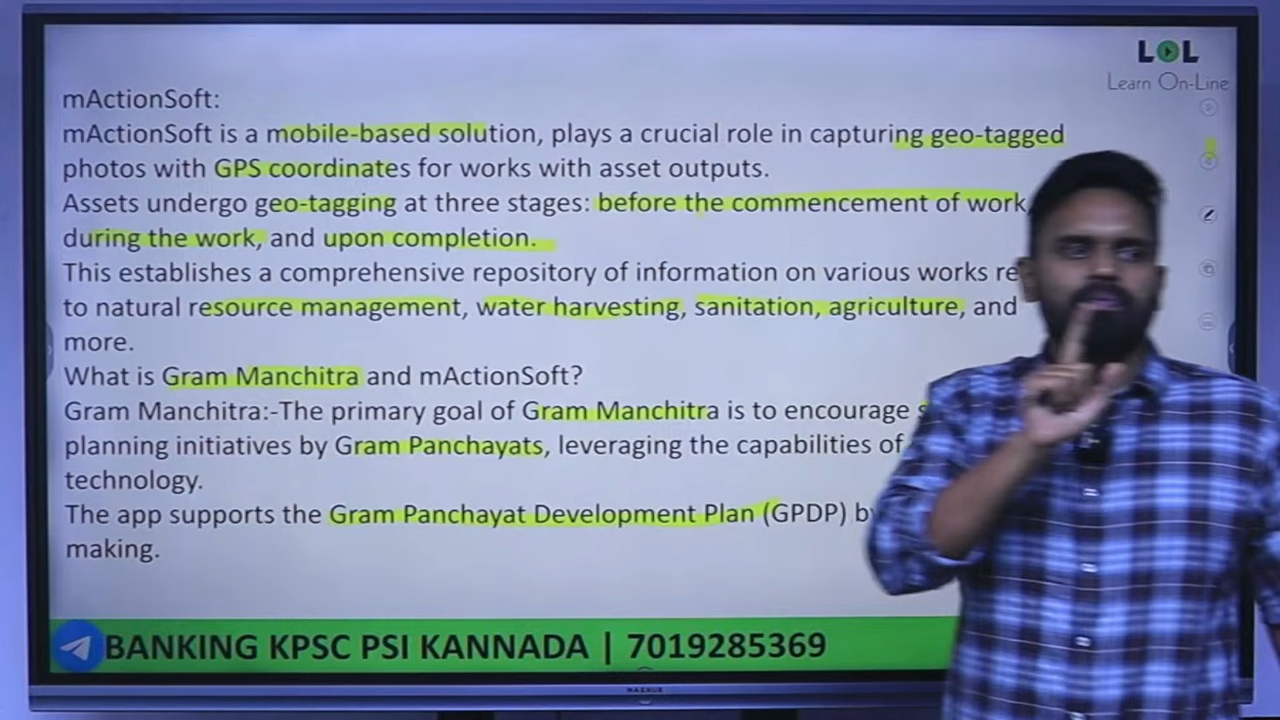 LOL
Learn On-Line
mActionSoft:
mActionSoft is a mobile-based solution, plays a crucial role in capturing geo-tagged
photos with GPS coordinates for works with asset outputs.
Assets undergo geo-tagging at three stages: before the commencement of work,
during the work, and upon completion.
This establishes a comprehensive repository of information on various works
to natural resource management, water harvesting, sanitation, agriculture, and
more.
What is Gram Manchitra and mActionSoft?
Gram Manchitra:-The primary goal of Gram Manchitra is to encourage
planning initiatives by Gram Panchayats, leveraging the capabilities of
technology.
The app supports the Gram Panchayat Development Plan (GPDP)
making.
BANKING KPSC PSI KANNADA | 7019285369
MAXHUB